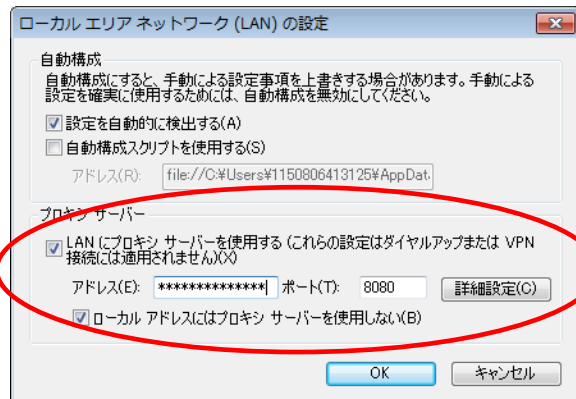 ローカル エリア ネットワーク (LAN) の設定
自動構成
自動構成にすると、手動による設定事項を上書きする場合があります。手動による
設定を確実に使用するためには、自動構成を無効にしてください。
設定を自動的に検出する(A)
自動構成スクリプトを使用する(S)
アドレス(R): file://C:¥Users¥1150806413125¥AppDat
プロキシ サーバー
LAN にプロキシ サーバーを使用する (これらの設定はダイヤルアップまたは VPN
接続には適用されません)(X)
アドレス(E): ************** ポート(T): 8080 詳細設定(C)
ローカル アドレスにはプロキシ サーバーを使用しない(B)
OK キャンセル